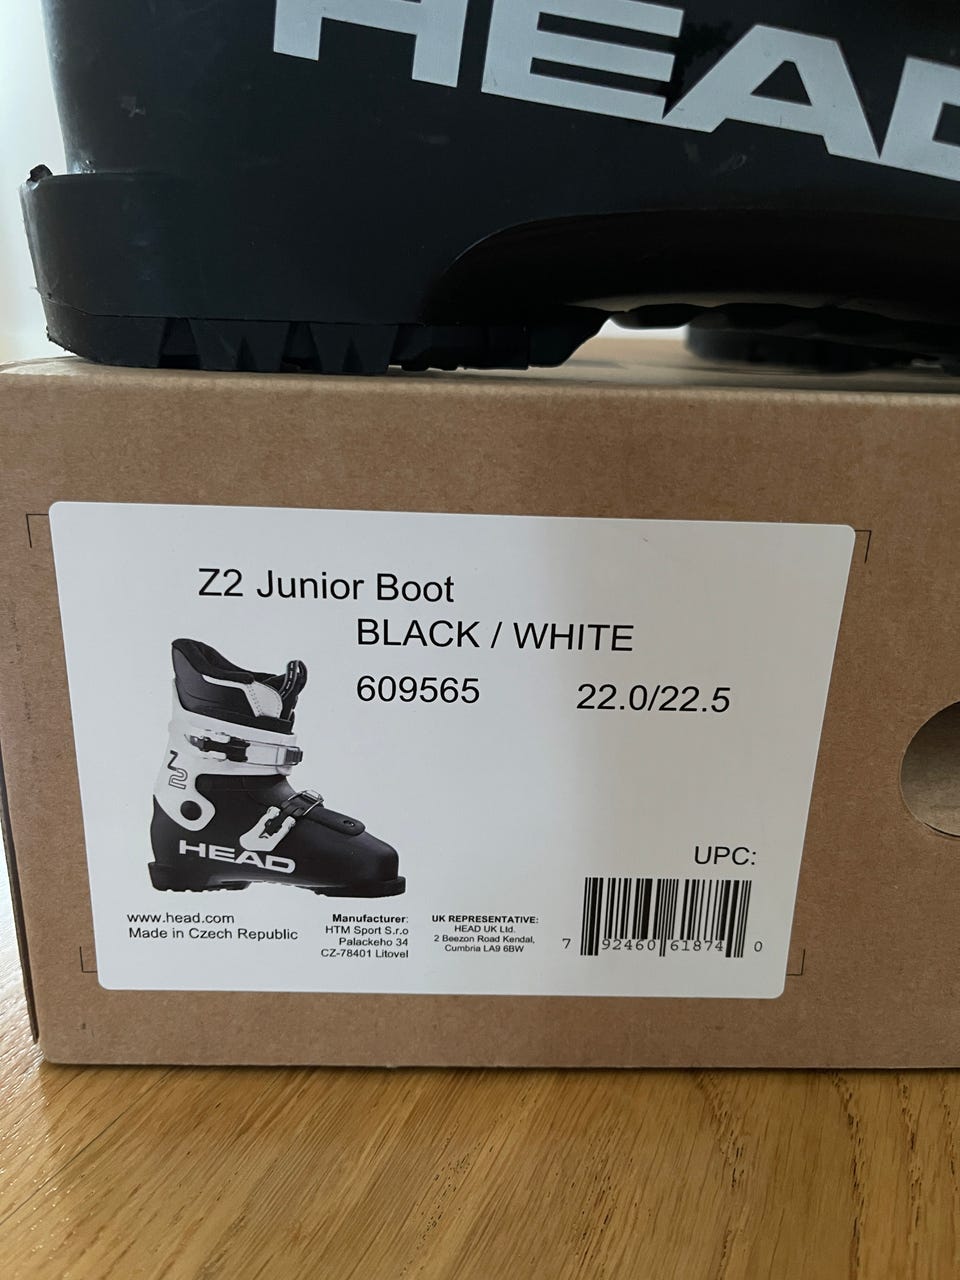 HEAD
Z2 Junior Boot
BLACK / WHITE
609565 22.0/22.5
Z2
HEAD
UPC:
www.head.com
Made in Czech Republic
Manufacturer:
HTM Sport S.r.o
Palackeho 34
CZ-78401 Litovel
UK REPRESENTATIVE:
HEAD UK Ltd.
2 Beezon Road Kendal,
Cumbria LA9 6BW
7 92460 61874 0